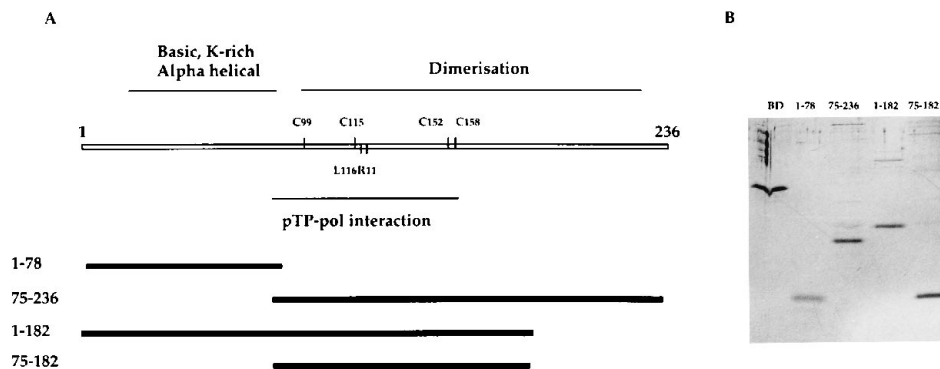 A
B
Basic, K-rich
Alpha helical
Dimerisation
BD 1-78 75-236 1-182 75-182
C99 C115 C152 C158
1 236
L116R11
pTP-pol interaction
1-78
75-236
1-182
75-182